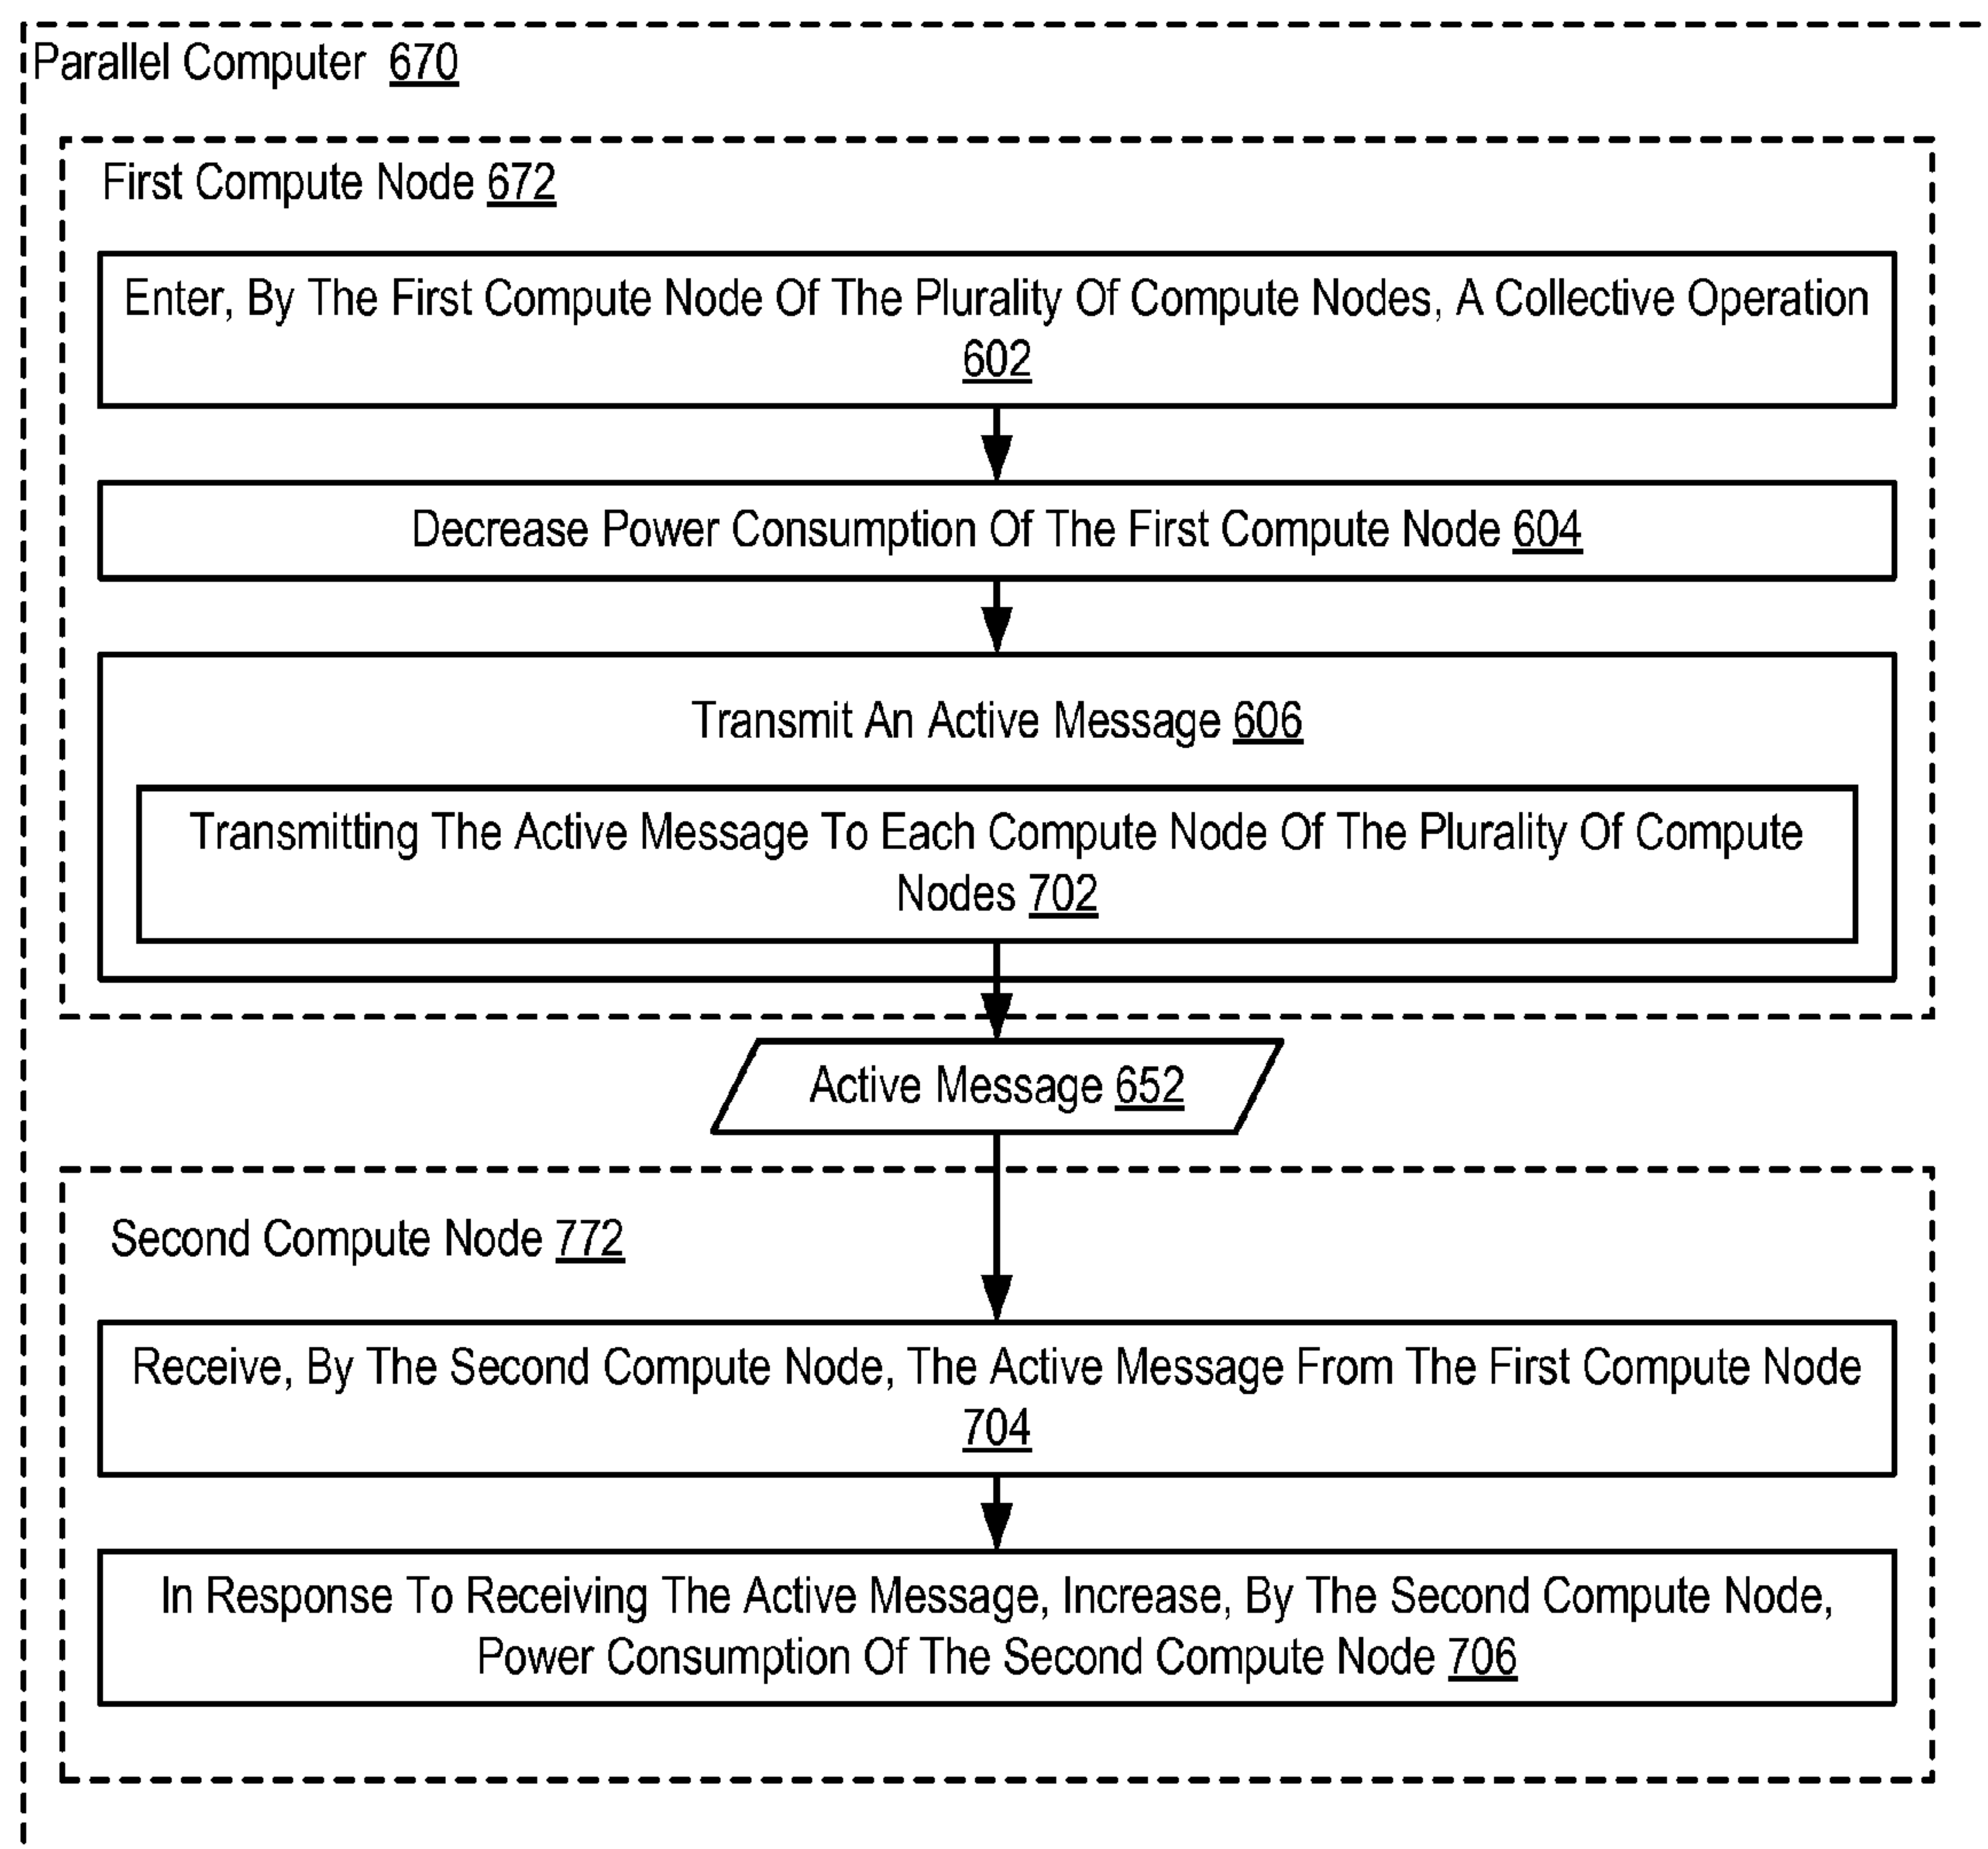 Parallel Computer 670
First Compute Node 672
Enter, By The First Compute Node Of The Plurality Of Compute Nodes, A Collective Operation
602
Decrease Power Consumption Of The First Compute Node 604
Transmit An Active Message 606
Transmitting The Active Message To Each Compute Node Of The Plurality Of Compute
Nodes 702
Active Message 652
Second Compute Node 772
Receive, By The Second Compute Node, The Active Message From The First Compute Node
704
In Response To Receiving The Active Message, Increase, By The Second Compute Node,
Power Consumption Of The Second Compute Node 706